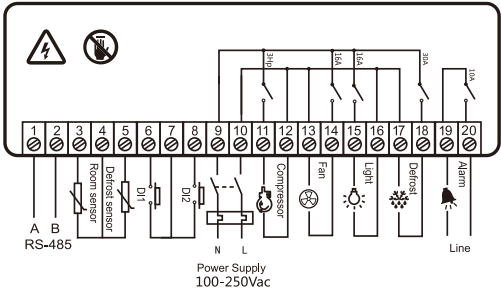 3Hp 16A 16A 30A 10A
1 2 3 4 5 6 7 8 9 10 11 12 13 14 15 16 17 18 19 20
Room sensor
Defrost sensor
DI1
DI2
Compressor
Fan
Light
Defrost
Alarm
A B
RS-485
N L
Line
Power Supply
100-250Vac